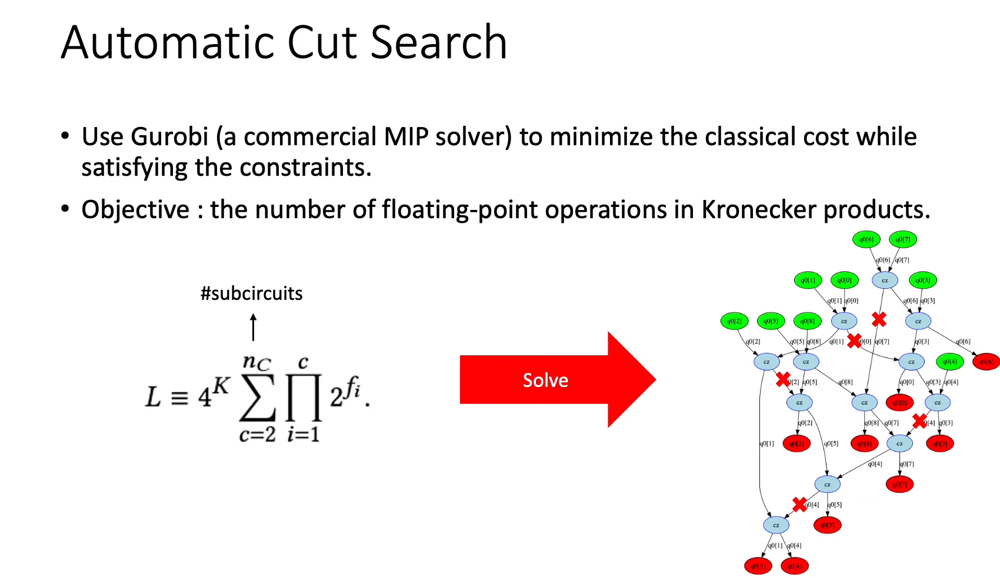 Automatic Cut Search
• Use Gurobi (a commercial MIP solver) to minimize the classical cost while
satisfying the constraints.
• Objective : the number of floating-point operations in Kronecker products.
#subcircuits
L ≡ 4^K ∑_{c=2}^{n_C} ∏_{i=1}^{c} 2^{f_i}.
Solve
q0[6] q0[7]
q0[6] q0[7]
q0[1] q0[0] cz q0[3]
q0[1] q0[0] q0[6] q0[3]
q0[2] q0[5] q0[8] cz cz
q0[2] q0[5] q0[8] q0[1] 0[0] q0[7] q0[3] q0[6]
cz cz cz q0[4] q0[6]
0[2] q0[5] q0[8] q0[0] q0[3] q0[4]
cz cz q0[0] cz
q0[2] q0[8] q0[7] 0[4] q0[3]
q0[1] q0[2] q0[5] q0[8] cz q0[3]
q0[4] q0[7]
cz q0[7]
q0[4] q0[5]
cz q0[5]
q0[1] q0[4]
q0[1] q0[4]